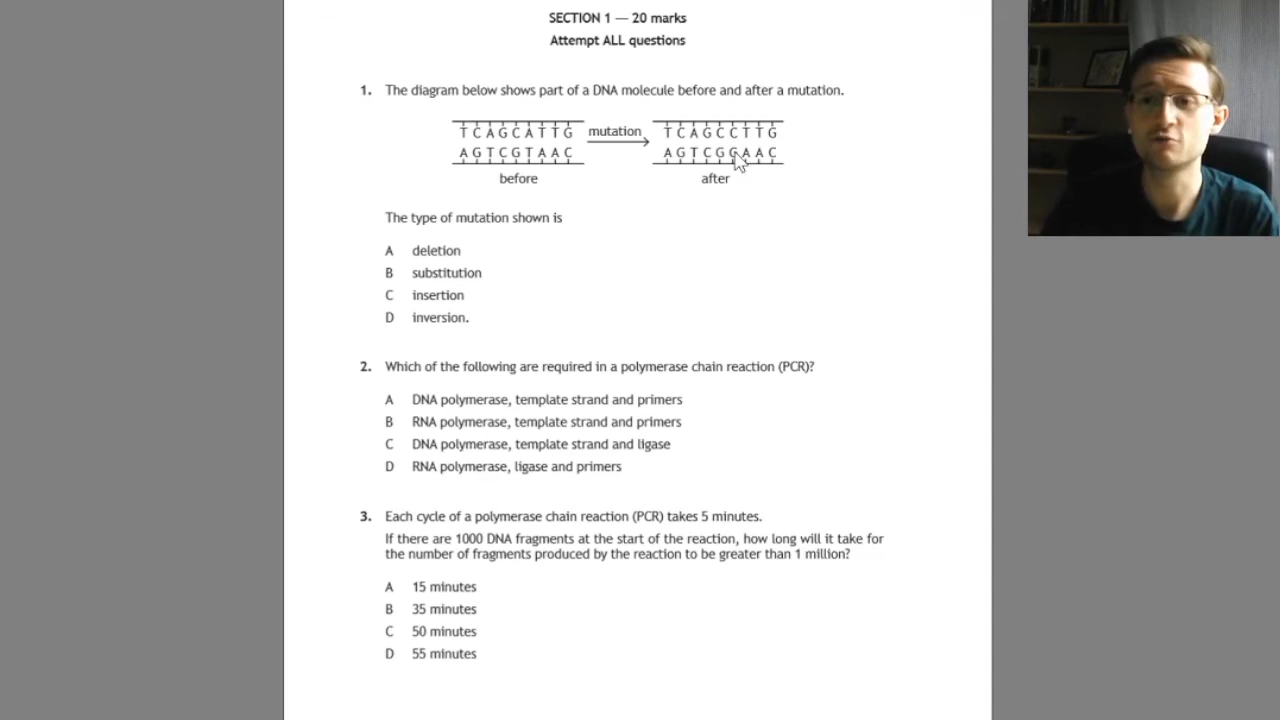 SECTION 1 — 20 marks
Attempt ALL questions
1. The diagram below shows part of a DNA molecule before and after a mutation.
T C A G C A T T G mutation T C A G C C T T G
A G T C G T A A C A G T C G G A A C
before after
The type of mutation shown is
A deletion
B substitution
C insertion
D inversion.
2. Which of the following are required in a polymerase chain reaction (PCR)?
A DNA polymerase, template strand and primers
B RNA polymerase, template strand and primers
C DNA polymerase, template strand and ligase
D RNA polymerase, ligase and primers
3. Each cycle of a polymerase chain reaction (PCR) takes 5 minutes.
If there are 1000 DNA fragments at the start of the reaction, how long will it take for
the number of fragments produced by the reaction to be greater than 1 million?
A 15 minutes
B 35 minutes
C 50 minutes
D 55 minutes